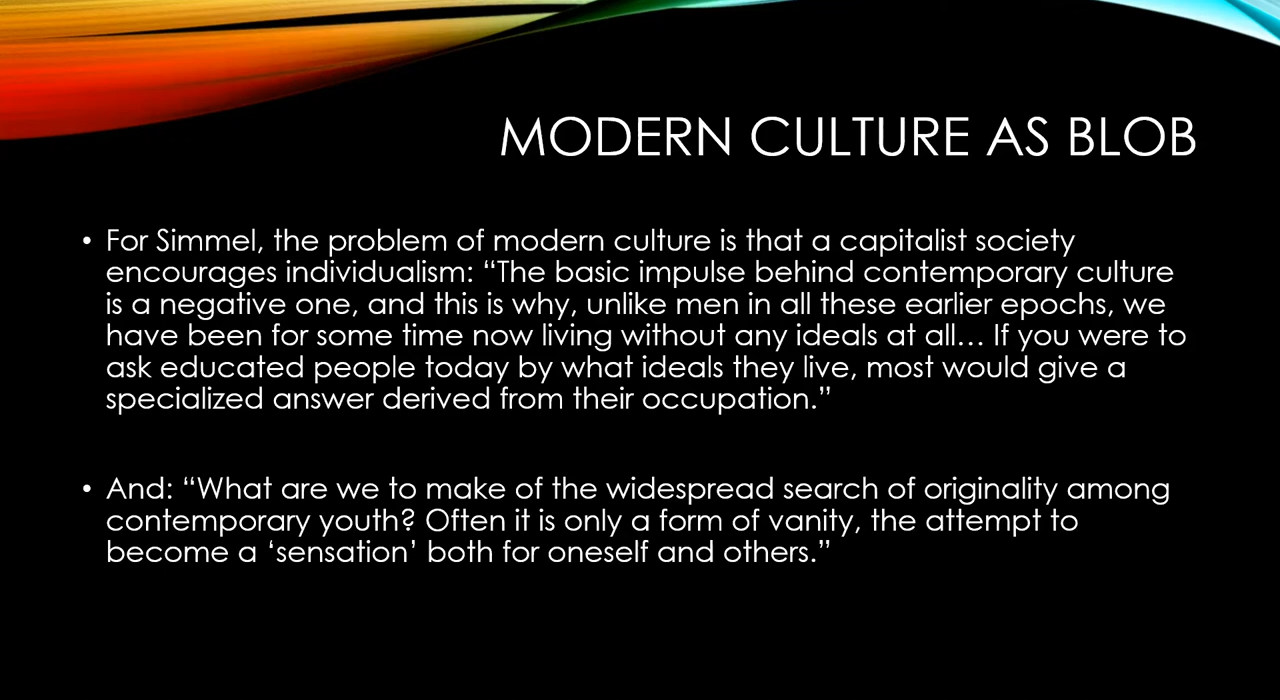 MODERN CULTURE AS BLOB
• For Simmel, the problem of modern culture is that a capitalist society
encourages individualism: “The basic impulse behind contemporary culture
is a negative one, and this is why, unlike men in all these earlier epochs, we
have been for some time now living without any ideals at all… If you were to
ask educated people today by what ideals they live, most would give a
specialized answer derived from their occupation.”
• And: “What are we to make of the widespread search of originality among
contemporary youth? Often it is only a form of vanity, the attempt to
become a ‘sensation’ both for oneself and others.”